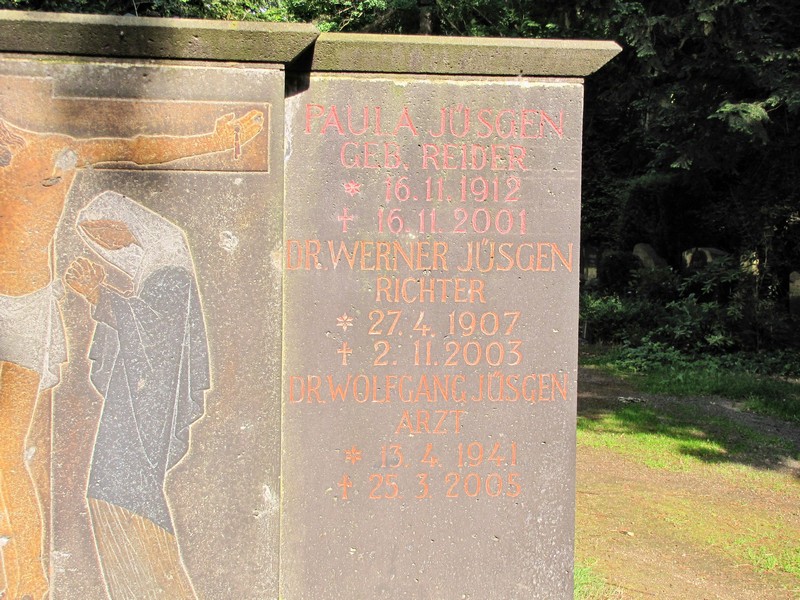 PAULA JÜSGEN
GEB. REIDER
* 16.11.1912
† 16.11.2001
DR. WERNER JÜSGEN
RICHTER
* 27.4.1907
† 2.11.2003
DR. WOLFGANG JÜSGEN
ARZT
* 13.4.1941
† 25.3.2005